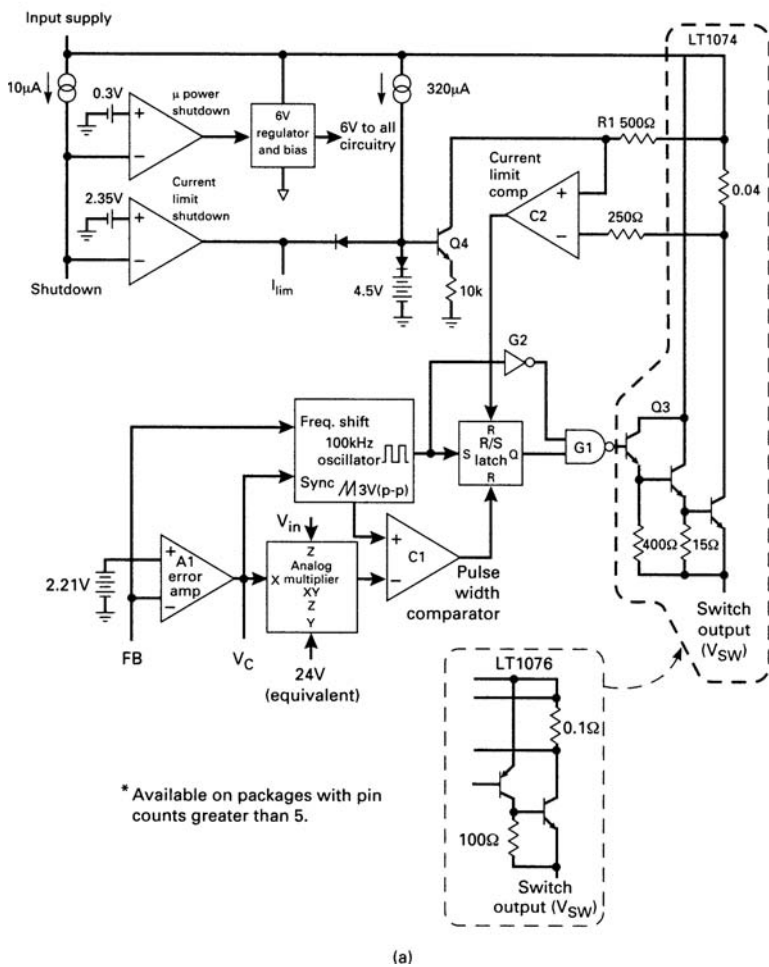 Input supply
LT1074
10μA
0.3V
μ power
shutdown
+
−
6V
regulator
and bias
6V to all
circuitry
320μA
R1 500Ω
0.04
2.35V
Current
limit
shutdown
+
−
Current
limit
comp
+
C2
−
250Ω
Q4
Shutdown
Ilim
4.5V
10k
G2
Freq. shift
100kHz
oscillator
Sync
3V(p-p)
R
R/S
latch
S
Q
R
G1
Q3
400Ω
15Ω
Vin
2.21V
+
A1
error
amp
−
Z
Analog
multiplier
X
XY
Z
Y
+
C1
−
Pulse
width
comparator
FB
VC
24V
(equivalent)
Switch
output
(VSW)
LT1076
0.1Ω
100Ω
Switch
output (VSW)
* Available on packages with pin
counts greater than 5.
(a)